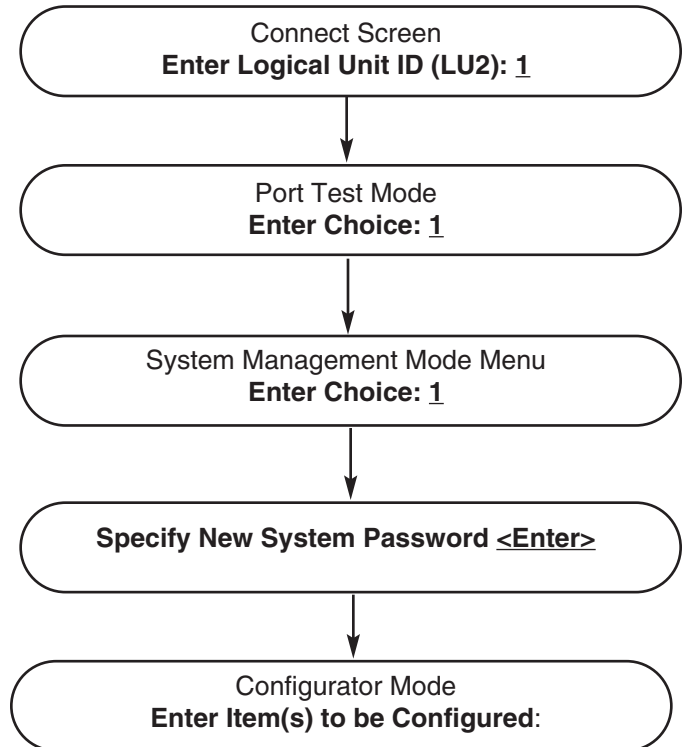 Connect Screen
Enter Logical Unit ID (LU2): 1
Port Test Mode
Enter Choice: 1
System Management Mode Menu
Enter Choice: 1
Specify New System Password <Enter>
Configurator Mode
Enter Item(s) to be Configured: